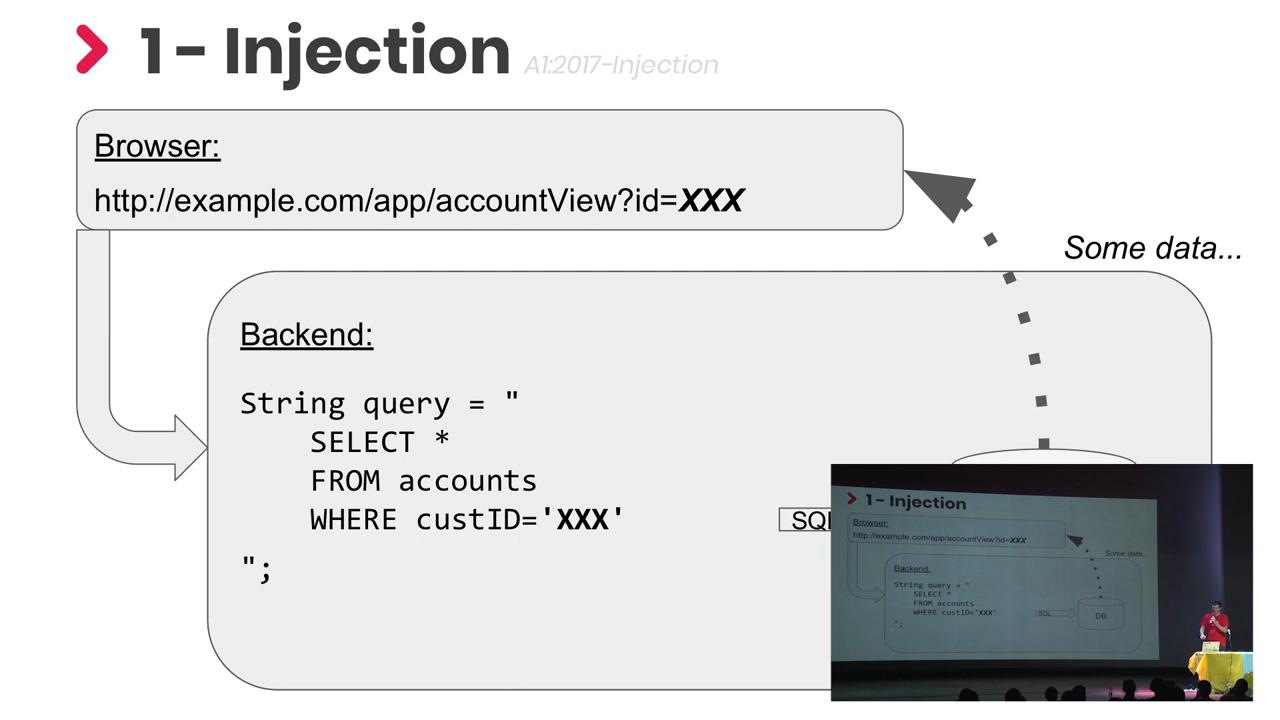 1- Injection A1:2017-Injection
Browser:
http://example.com/app/accountView?id=XXX
Some data...
Backend:
String query = "
SELECT *
FROM accounts
WHERE custID='XXX'
";
SQL
1 - Injection
Browser:
http://example.com/app/accountView?id=XXX
Some data...
Backend:
String query = "
SELECT *
FROM accounts
WHERE custID='XXX'
";
SQL
DB